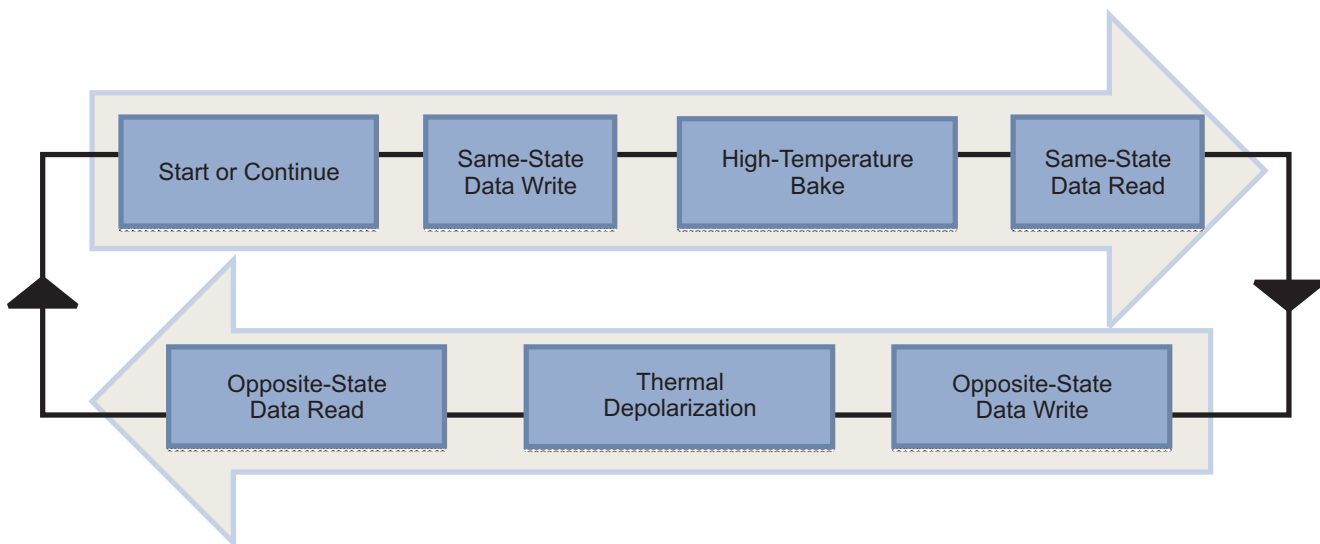 Start or Continue
Same-State
Data Write
High-Temperature
Bake
Same-State
Data Read
Opposite-State
Data Read
Thermal
Depolarization
Opposite-State
Data Write